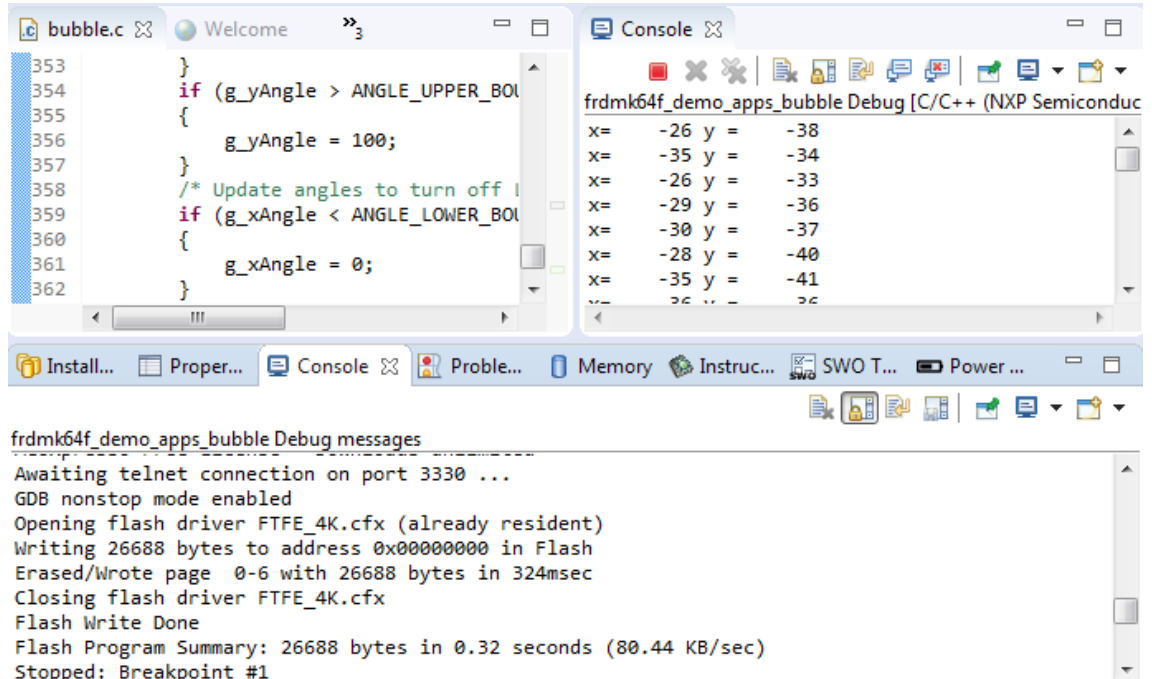 bubble.c Welcome »3
353 }
354 if (g_yAngle > ANGLE_UPPER_BOU
355 {
356 g_yAngle = 100;
357 }
358 /* Update angles to turn off L
359 if (g_xAngle < ANGLE_LOWER_BOU
360 {
361 g_xAngle = 0;
362 }
Console
frdmk64f_demo_apps_bubble Debug [C/C++ (NXP Semiconduc
x= -26 y = -38
x= -35 y = -34
x= -26 y = -33
x= -29 y = -36
x= -30 y = -37
x= -28 y = -40
x= -35 y = -41
Install... Proper... Console Proble... Memory Instruc... SWO T... Power ...
frdmk64f_demo_apps_bubble Debug messages
Awaiting telnet connection on port 3330 ...
GDB nonstop mode enabled
Opening flash driver FTFE_4K.cfx (already resident)
Writing 26688 bytes to address 0x00000000 in Flash
Erased/Wrote page 0-6 with 26688 bytes in 324msec
Closing flash driver FTFE_4K.cfx
Flash Write Done
Flash Program Summary: 26688 bytes in 0.32 seconds (80.44 KB/sec)
Stopped: Breakpoint #1